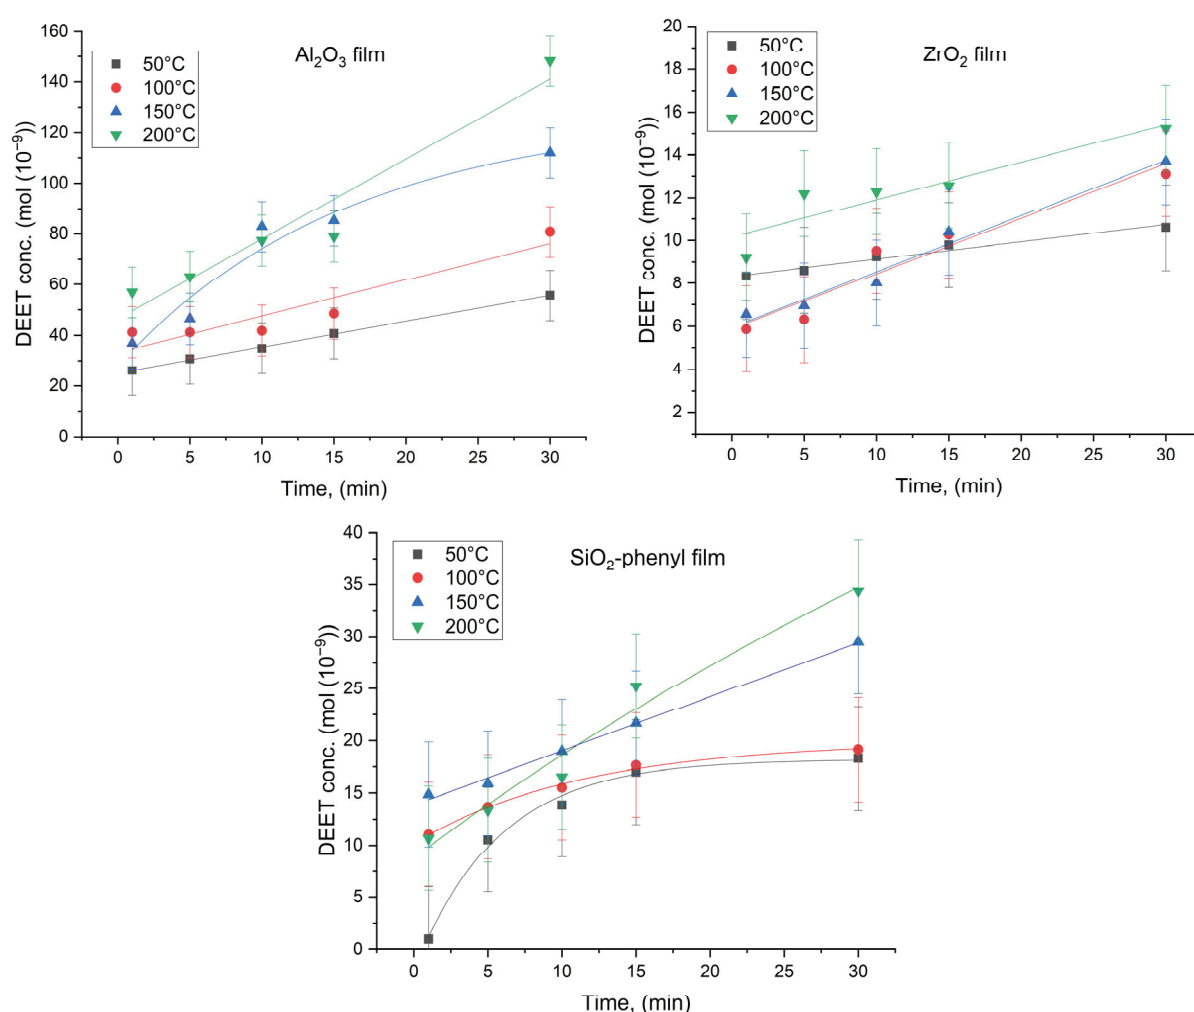 Al₂O₃ film
50°C
100°C
150°C
200°C
DEET conc. (mol (10⁻⁹))
160
140
120
100
80
60
40
20
0
0 5 10 15 20 25 30
Time, (min)
ZrO₂ film
50°C
100°C
150°C
200°C
DEET conc. (mol (10⁻⁹))
20
18
16
14
12
10
8
6
4
2
0 5 10 15 20 25 30
Time, (min)
SiO₂-phenyl film
50°C
100°C
150°C
200°C
DEET conc. (mol (10⁻⁹))
40
35
30
25
20
15
10
5
0
0 5 10 15 20 25 30
Time, (min)